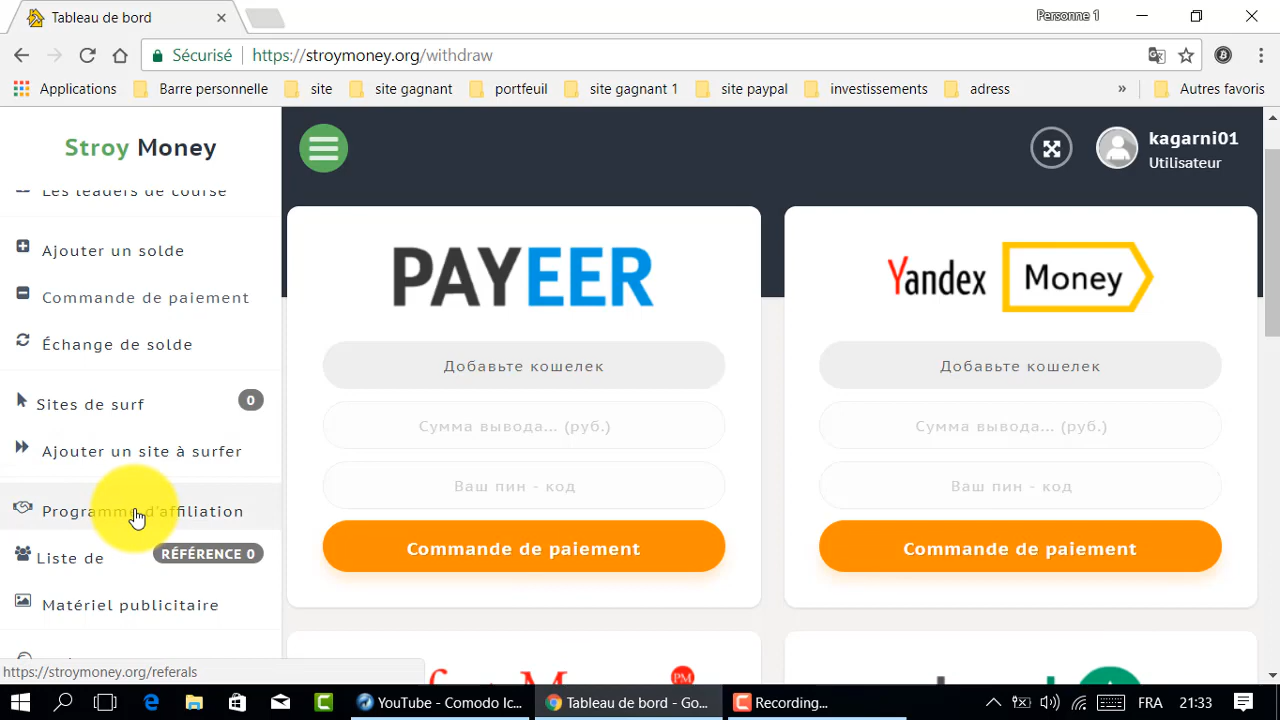 Tableau de bord
Personne 1
Sécurisé
https://stroymoney.org/withdraw
Applications
Barre personnelle
site
site gagnant
portfeuil
site gagnant 1
site paypal
investissements
adress
»
Autres favoris
Stroy Money
kagarni01
Utilisateur
Les leaders de course
Ajouter un solde
Commande de paiement
Échange de solde
Sites de surf
0
Ajouter un site à surfer
Programme d'affiliation
Liste de
RÉFÉRENCE 0
Matériel publicitaire
PAYEER
Добавьте кошелек
Сумма вывода... (руб.)
Ваш пин - код
Commande de paiement
Yandex Money
Добавьте кошелек
Сумма вывода... (руб.)
Ваш пин - код
Commande de paiement
PM
https://stroymoney.org/referals
YouTube - Comodo Ic...
Tableau de bord - Go...
Recording...
FRA
21:33